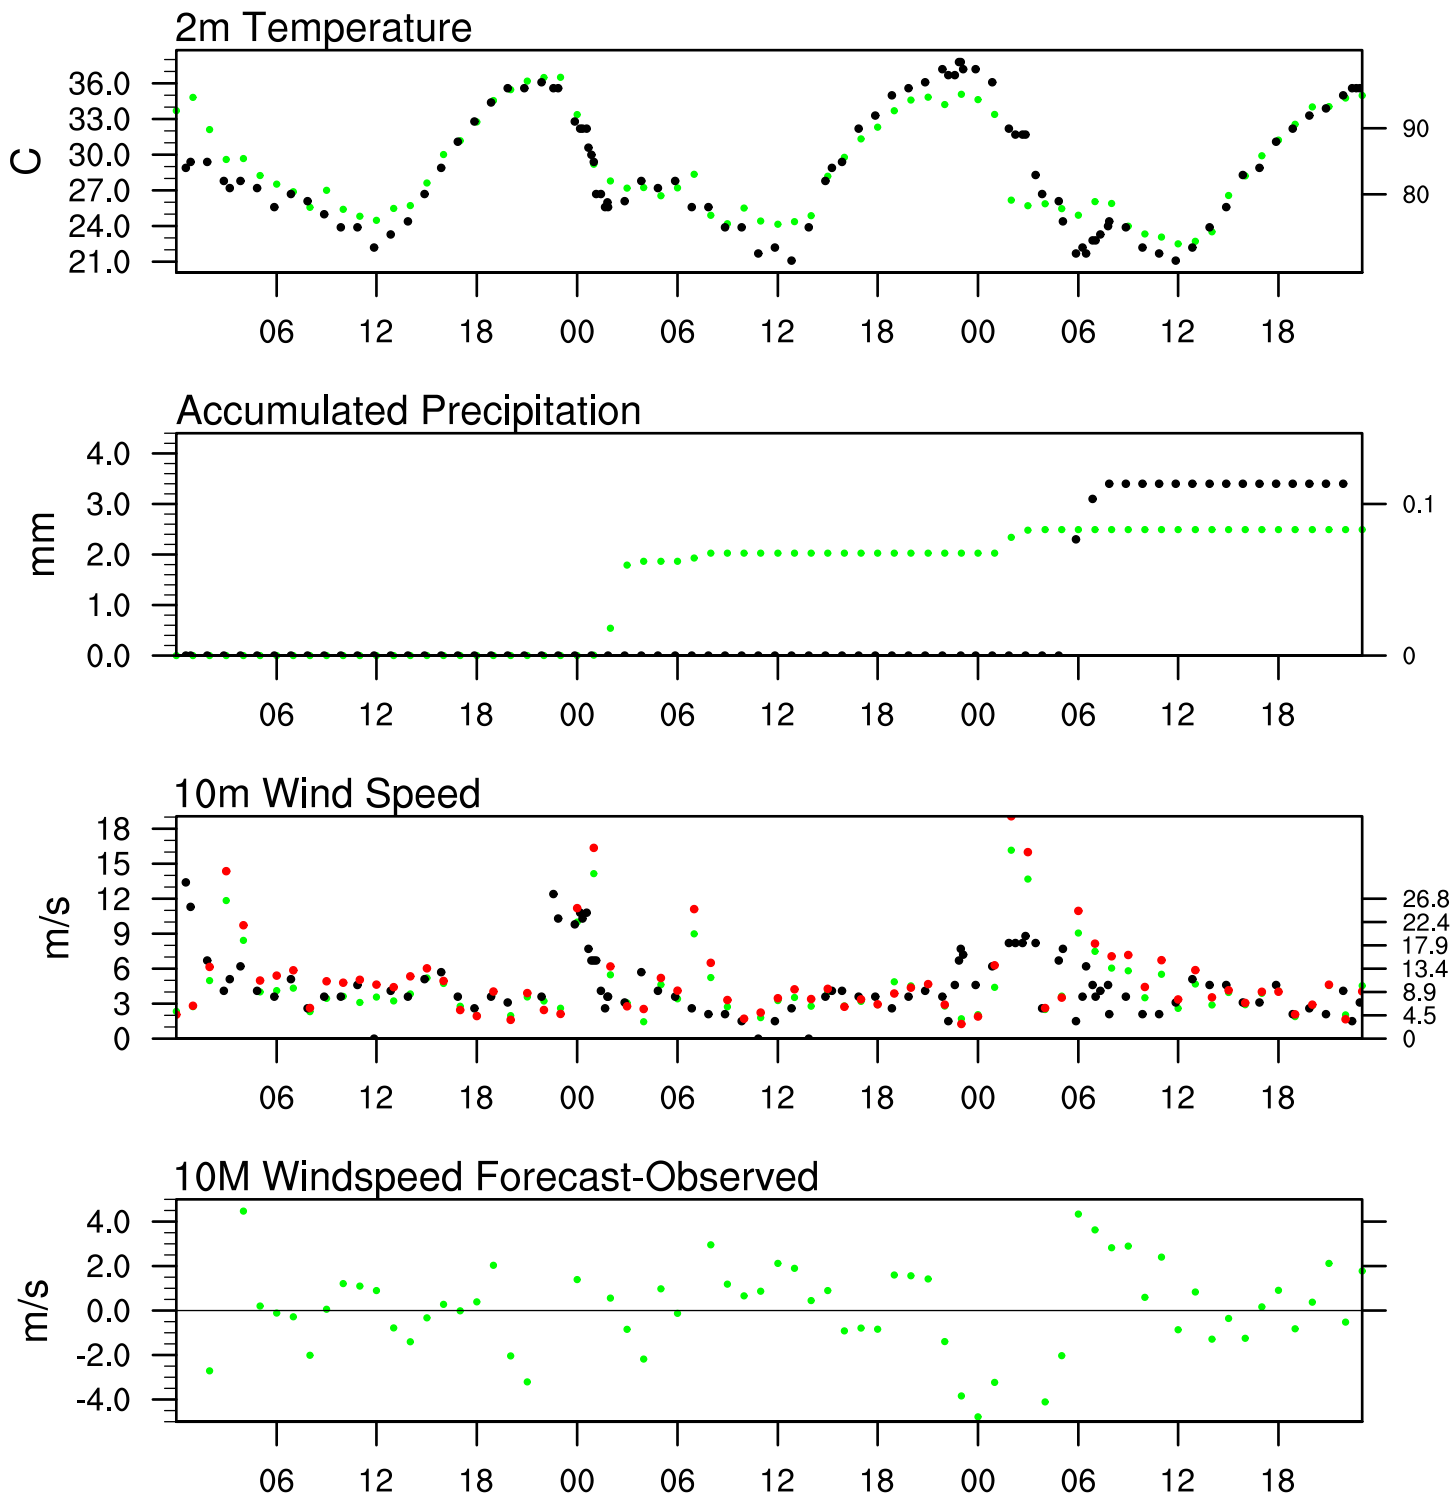 2m Temperature
36.0
33.0
30.0
27.0
24.0
21.0
C
90
80
06 12 18 00 06 12 18 00 06 12 18
Accumulated Precipitation
4.0
3.0
2.0
1.0
0.0
mm
0.1
0
06 12 18 00 06 12 18 00 06 12 18
10m Wind Speed
18
15
12
9
6
3
0
m/s
26.8
22.4
17.9
13.4
8.9
4.5
0
06 12 18 00 06 12 18 00 06 12 18
10M Windspeed Forecast-Observed
4.0
2.0
0.0
-2.0
-4.0
m/s
06 12 18 00 06 12 18 00 06 12 18